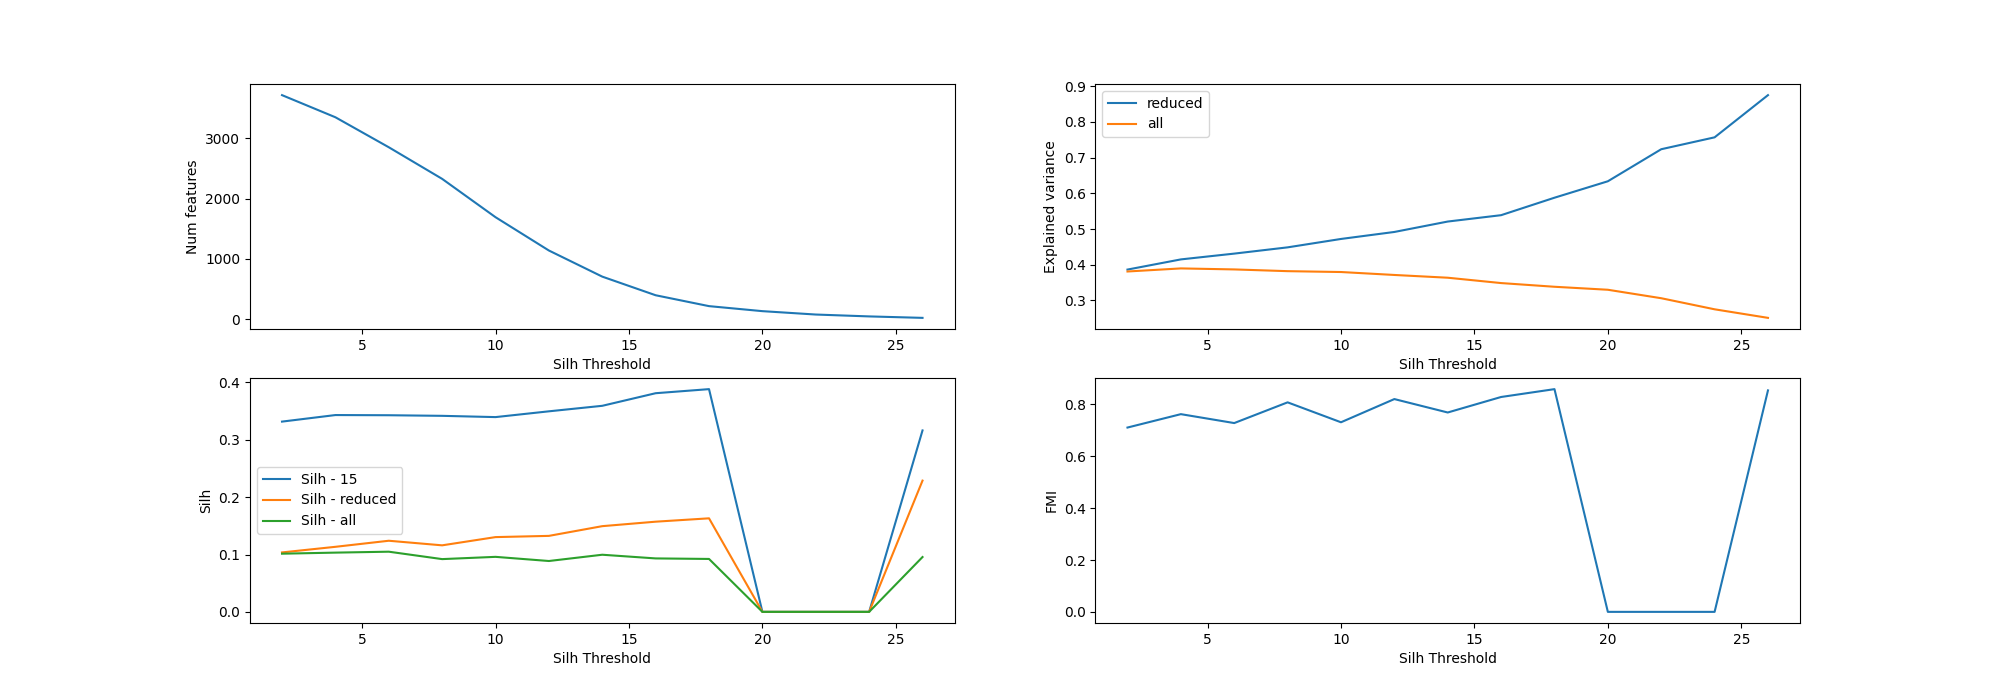 Num features
3000
2000
1000
0
5 10 15 20 25
Silh Threshold
Explained variance
0.9
0.8
0.7
0.6
0.5
0.4
0.3
reduced
all
5 10 15 20 25
Silh Threshold
Silh
0.4
0.3
0.2
0.1
0.0
Silh - 15
Silh - reduced
Silh - all
5 10 15 20 25
Silh Threshold
FMI
0.8
0.6
0.4
0.2
0.0
5 10 15 20 25
Silh Threshold